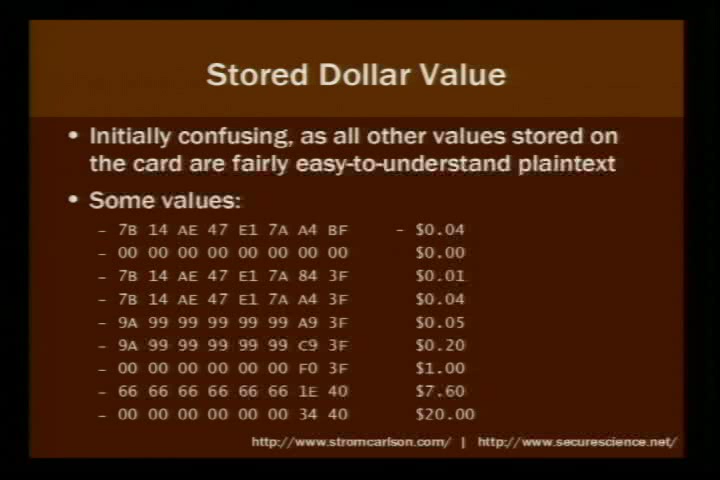 Stored Dollar Value
• Initially confusing, as all other values stored on
the card are fairly easy-to-understand plaintext
• Some values:
– 7B 14 AE 47 E1 7A A4 BF - $0.04
– 00 00 00 00 00 00 00 00 $0.00
– 7B 14 AE 47 E1 7A 84 3F $0.01
– 7B 14 AE 47 E1 7A A4 3F $0.04
– 9A 99 99 99 99 99 A9 3F $0.05
– 9A 99 99 99 99 99 C9 3F $0.20
– 00 00 00 00 00 00 F0 3F $1.00
– 66 66 66 66 66 66 1E 40 $7.60
– 00 00 00 00 00 00 34 40 $20.00
http://www.stromcarlson.com/ | http://www.securescience.net/